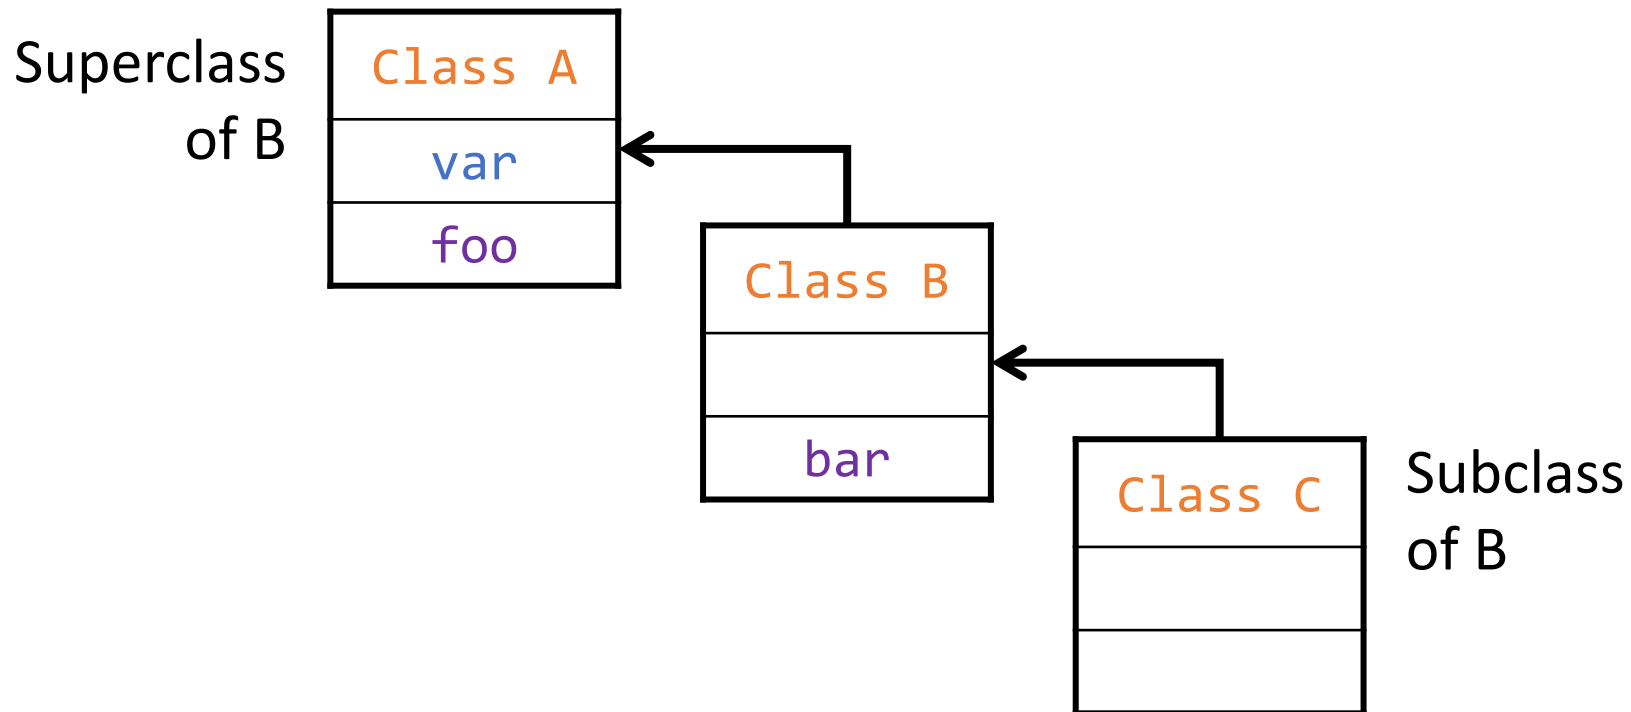 Superclass
of B
Class A
var
foo
Class B
bar
Class C
Subclass
of B